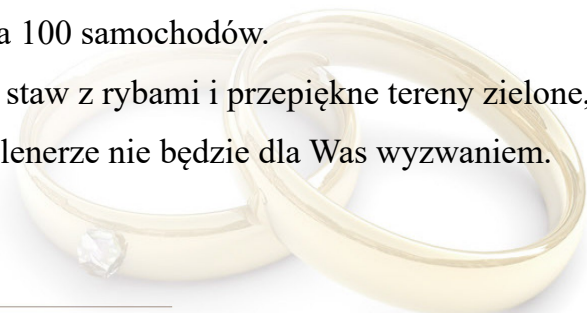 a 100 samochodów.
staw z rybami i przepiękne tereny zielone,
lenerze nie będzie dla Was wyzwaniem.